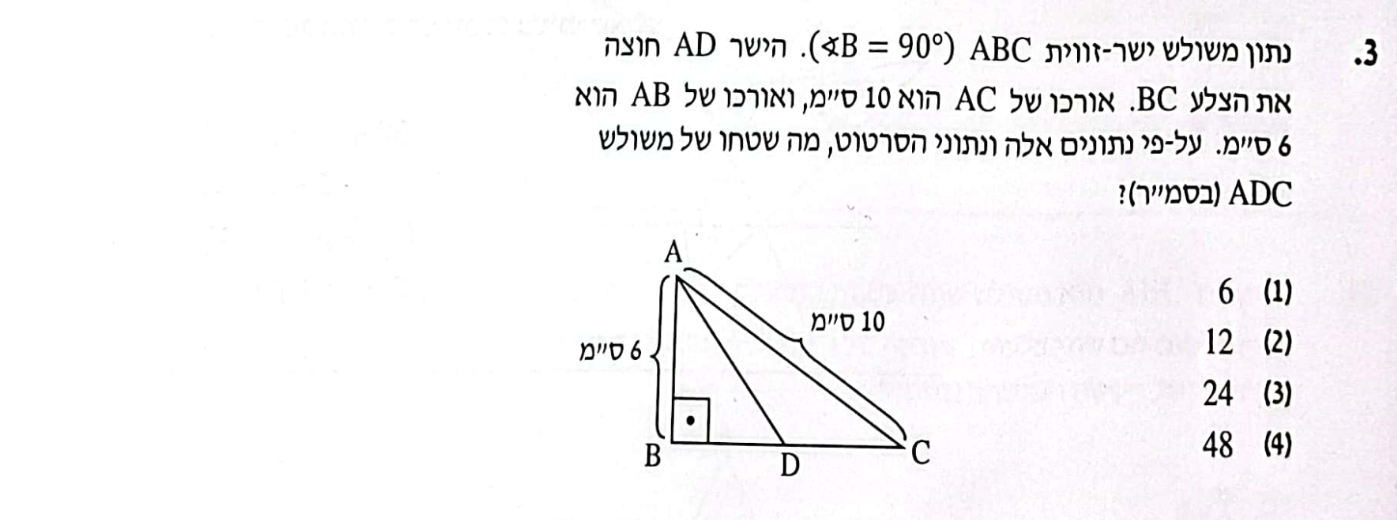 3. נתון משולש ישר-זווית ABC (∢B = 90°). הישר AD חוצה
את הצלע BC. אורכו של AC הוא 10 ס״מ, ואורכו של AB הוא
6 ס״מ. על-פי נתונים אלה ונתוני הסרטוט, מה שטחו של משולש
ADC (בסמ״ר)?
(1) 6
(2) 12
(3) 24
(4) 48
A
10 ס״מ
6 ס״מ
B
D
C